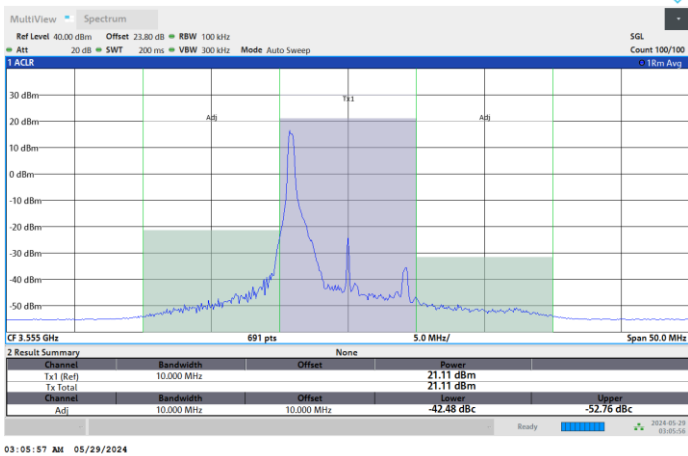 MultiView Spectrum
Ref Level 40.00 dBm Offset 23.80 dB RBW 100 kHz SGL
Att 20 dB SWT 200 ms VBW 300 kHz Mode Auto Sweep Count 100/100
1 ACLR 1Rm Avg
30 dBm
Tx1
20 dBm
Adj Adj
10 dBm
0 dBm
-10 dBm
-20 dBm
-30 dBm
-40 dBm
-50 dBm
CF 3.555 GHz 691 pts 5.0 MHz/ Span 50.0 MHz
2 Result Summary None
Channel Bandwidth Offset Power
Tx1 (Ref) 10.000 MHz 21.11 dBm
Tx Total 21.11 dBm
Channel Bandwidth Offset Lower Upper
Adj 10.000 MHz 10.000 MHz -42.48 dBc -52.76 dBc
Ready 2024-05-29
03:05:56
03:05:57 AM 05/29/2024